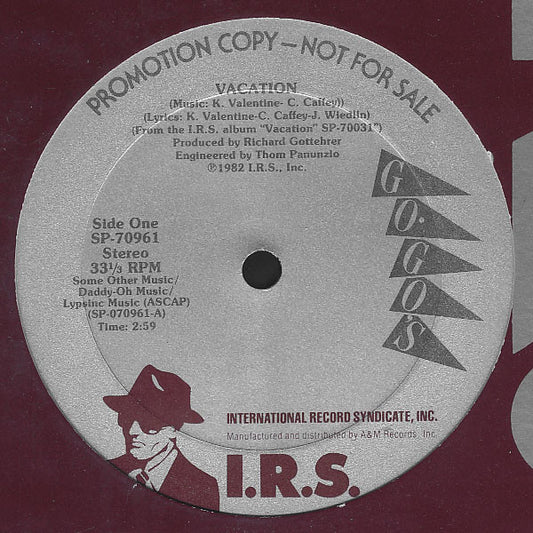 PROMOTION COPY — NOT FOR SALE
VACATION
(Music: K. Valentine-C. Caffey))
(Lyrics: K. Valentine-C. Caffey-J. Wiedlin)
(From the I.R.S. album "Vacation" SP-70031")
Produced by Richard Gottehrer
Engineered by Thom Panunzio
℗1982 I.R.S., Inc.
GO-GO'S
Side One
SP-70961
Stereo
33⅓ RPM
Some Other Music/
Daddy-Oh Music/
Lypsinc Music (ASCAP)
(SP-070961-A)
Time: 2:59
INTERNATIONAL RECORD SYNDICATE, INC.
Manufactured and distributed by A&M Records, Inc.
I.R.S.